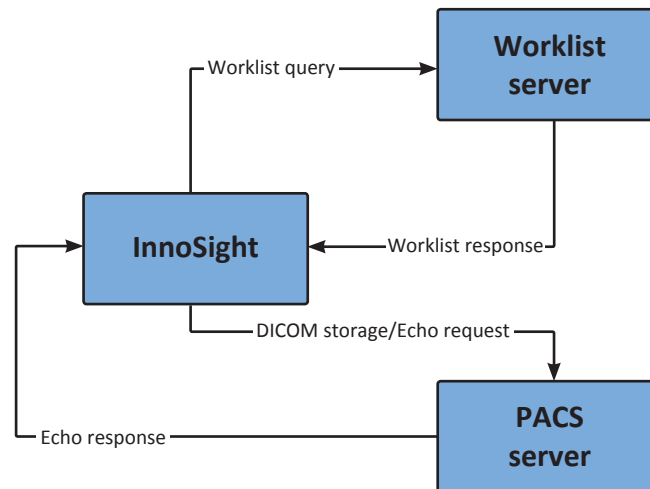 Worklist
server
Worklist query
InnoSight
Worklist response
DICOM storage/Echo request
PACS
server
Echo response